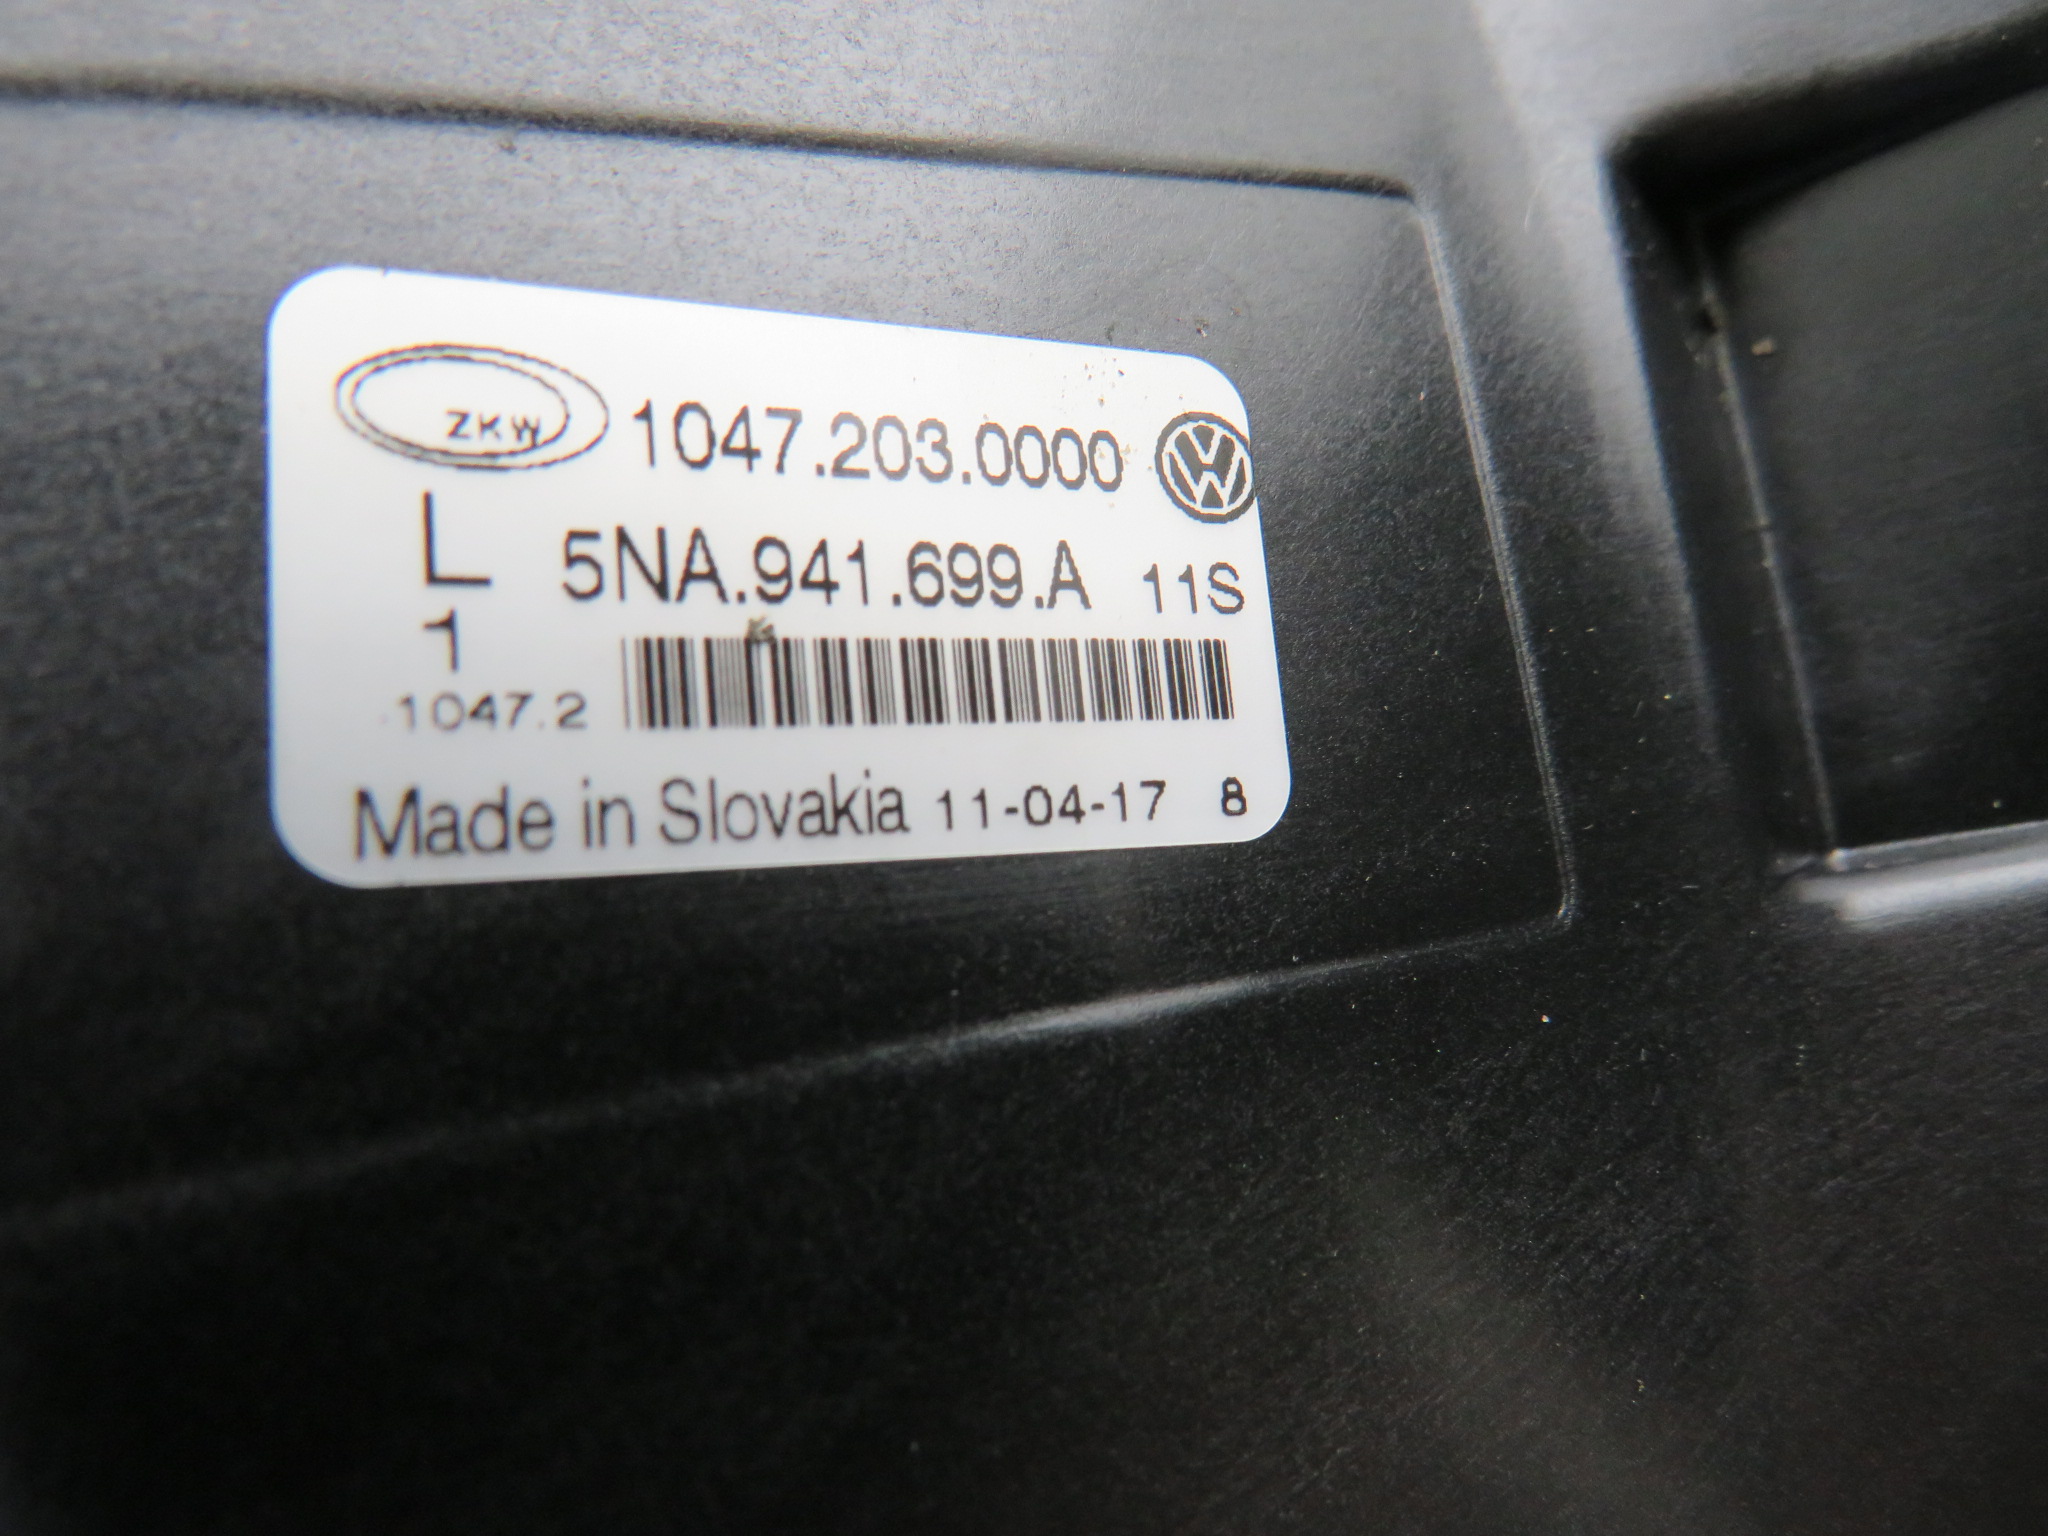 ZKW 1047.203.0000
L 5NA.941.699.A 11S
1
1047.2
Made in Slovakia 11-04-17 8